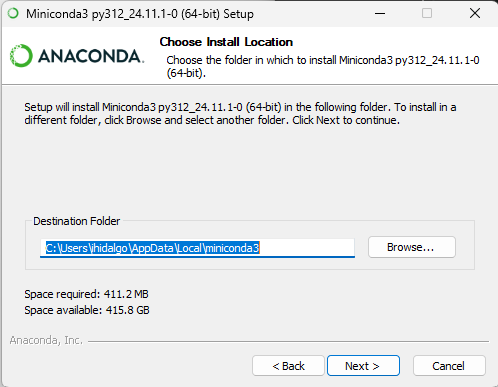 Miniconda3 py312_24.11.1-0 (64-bit) Setup
ANACONDA.
Choose Install Location
Choose the folder in which to install Miniconda3 py312_24.11.1-0
(64-bit).
Setup will install Miniconda3 py312_24.11.1-0 (64-bit) in the following folder. To install in a
different folder, click Browse and select another folder. Click Next to continue.
Destination Folder
C:\Users\ihidalgo\AppData\Local\miniconda3
Browse...
Space required: 411.2 MB
Space available: 415.8 GB
Anaconda, Inc.
< Back
Next >
Cancel